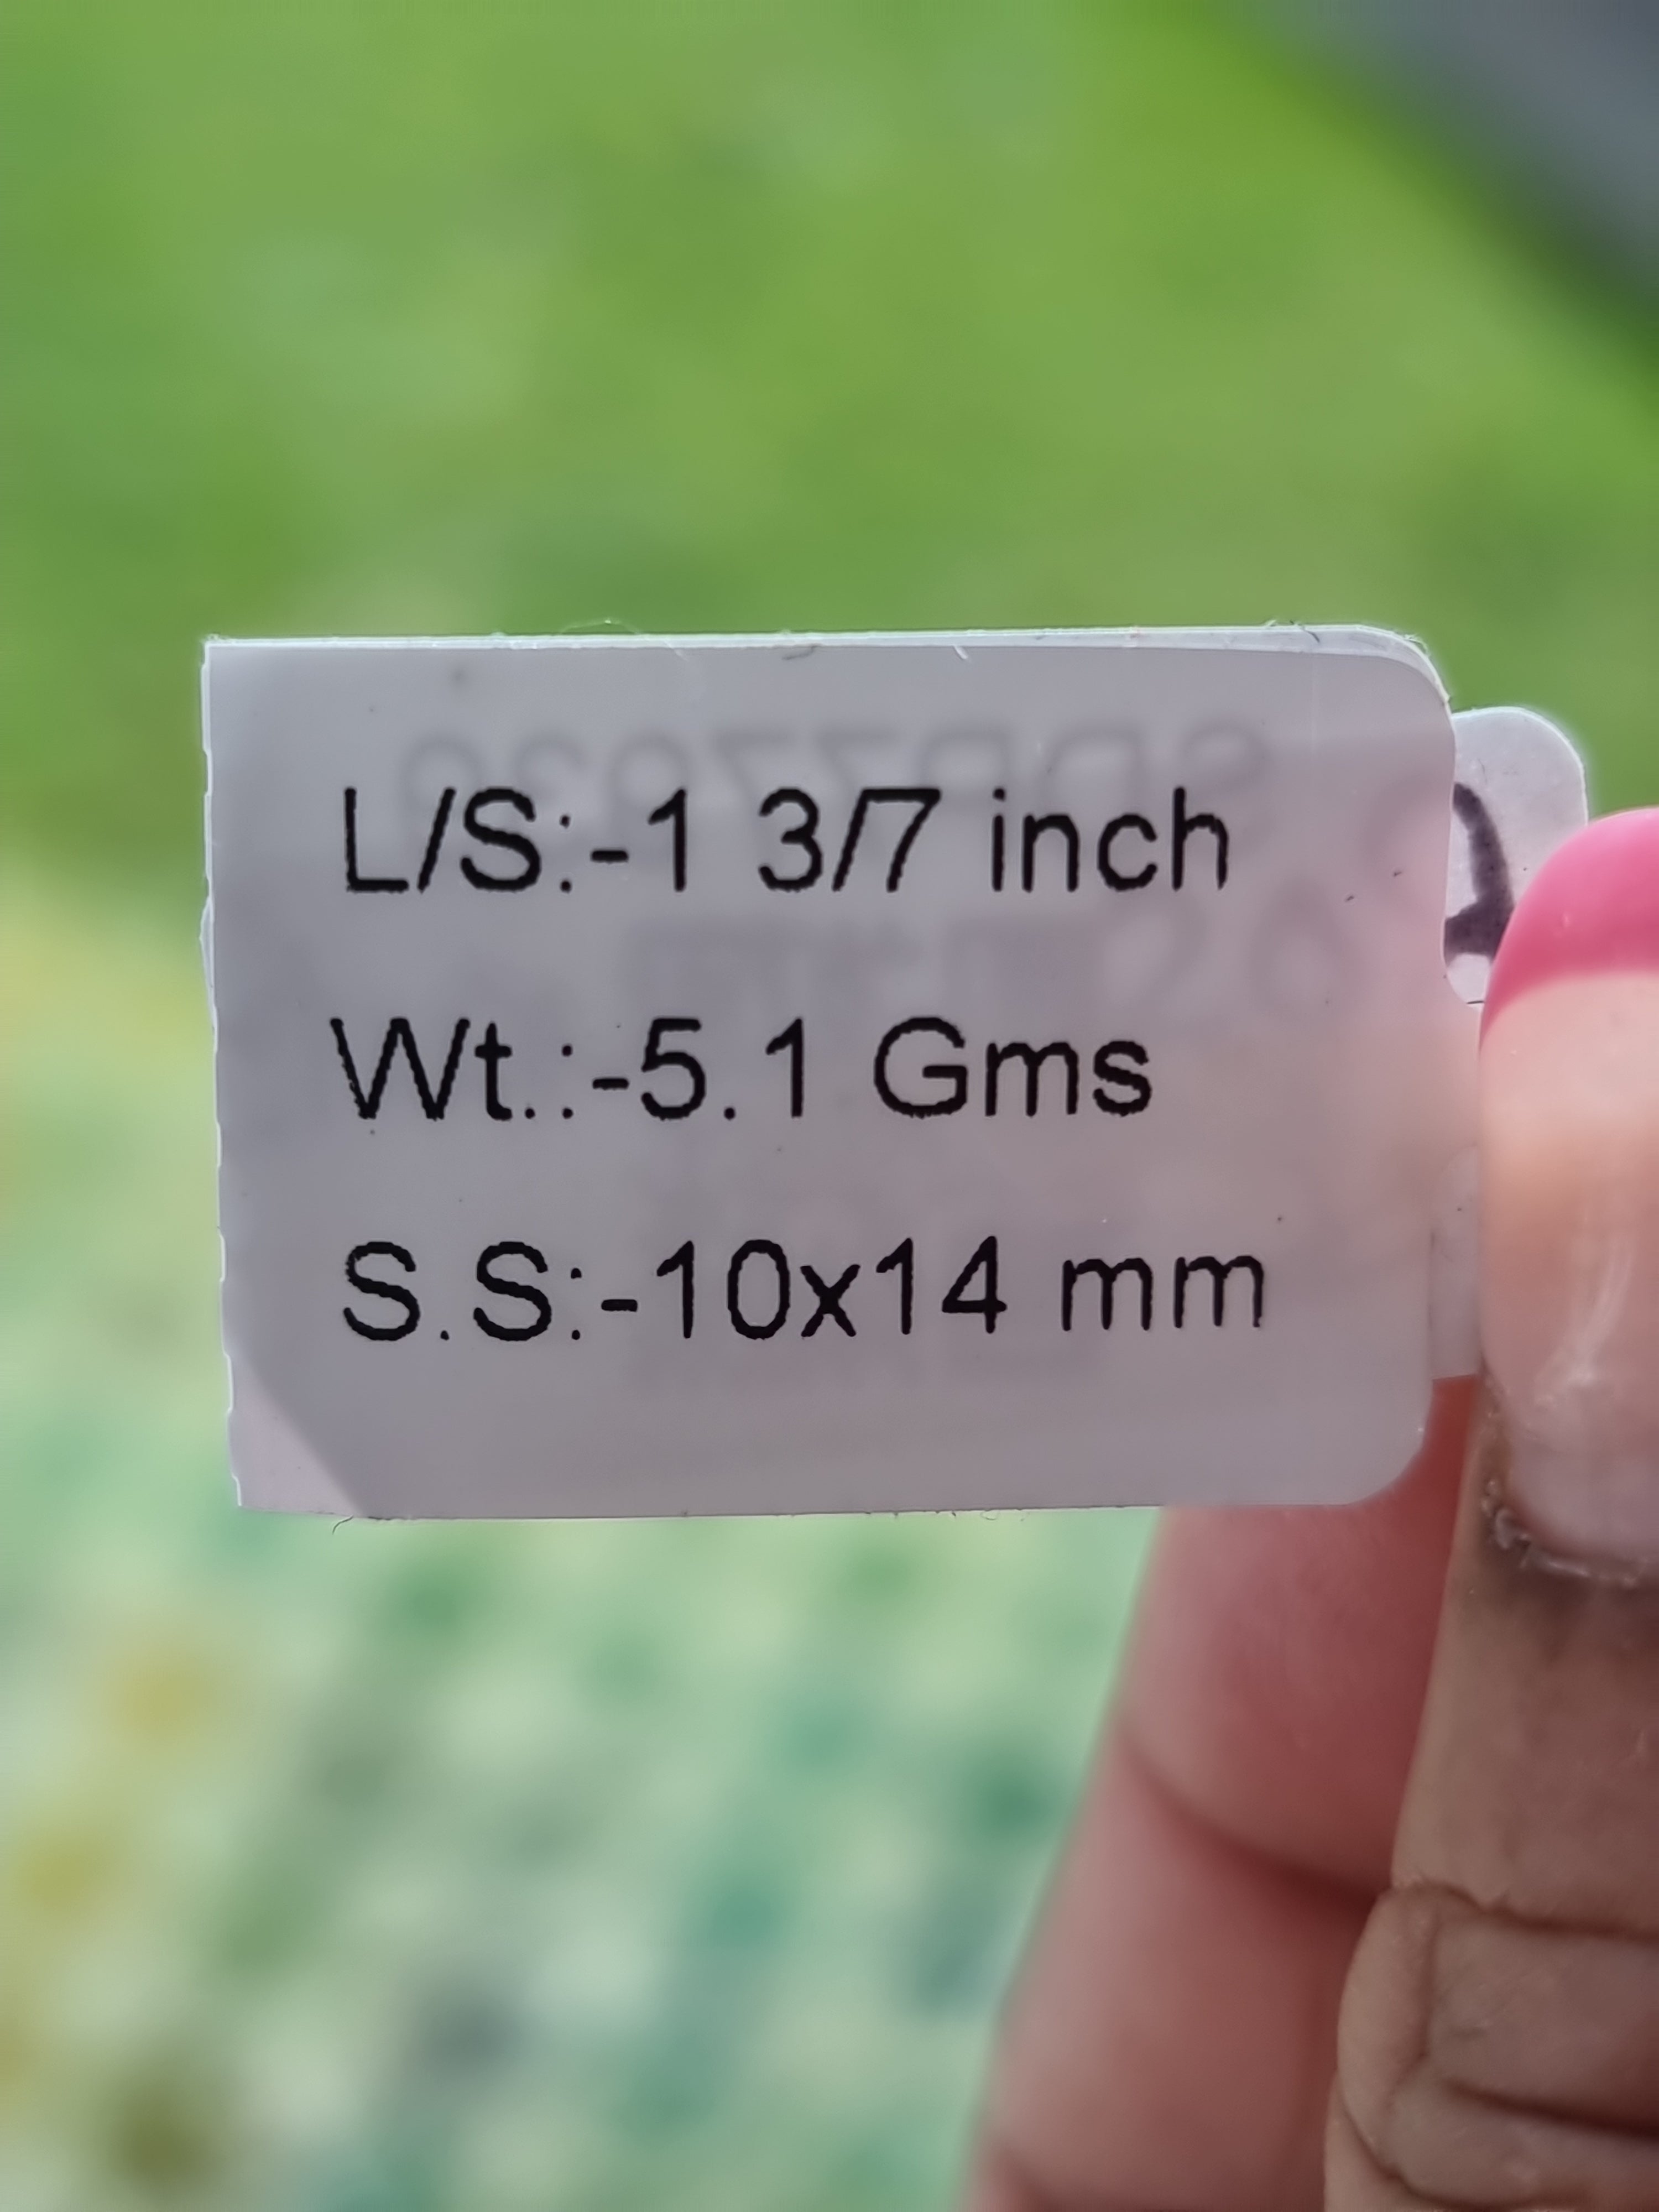 L/S:-1 3/7 inch
Wt.:-5.1 Gms
S.S:-10x14 mm